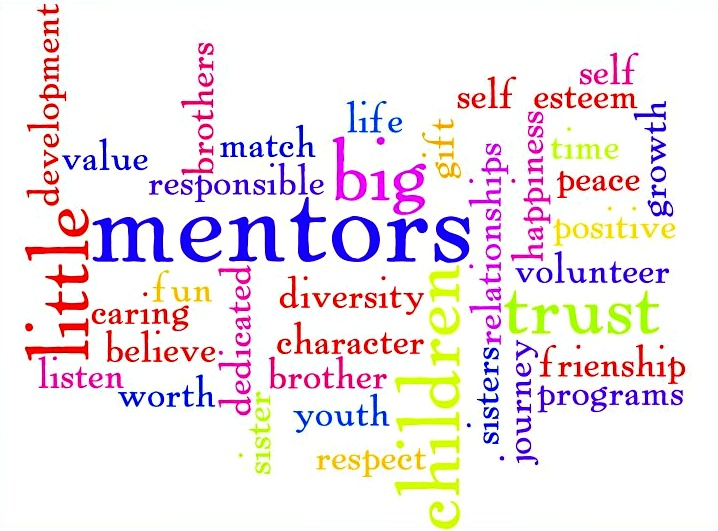 development
brothers
self
self esteem
life
gift
growth
value
match
time
responsible
big
relationships
happiness
peace
little
mentors
positive
volunteer
fun
dedicated
diversity
children
trust
caring
believe
character
frienship
listen
brother
sisters
journey
worth
programs
sister
youth
respect